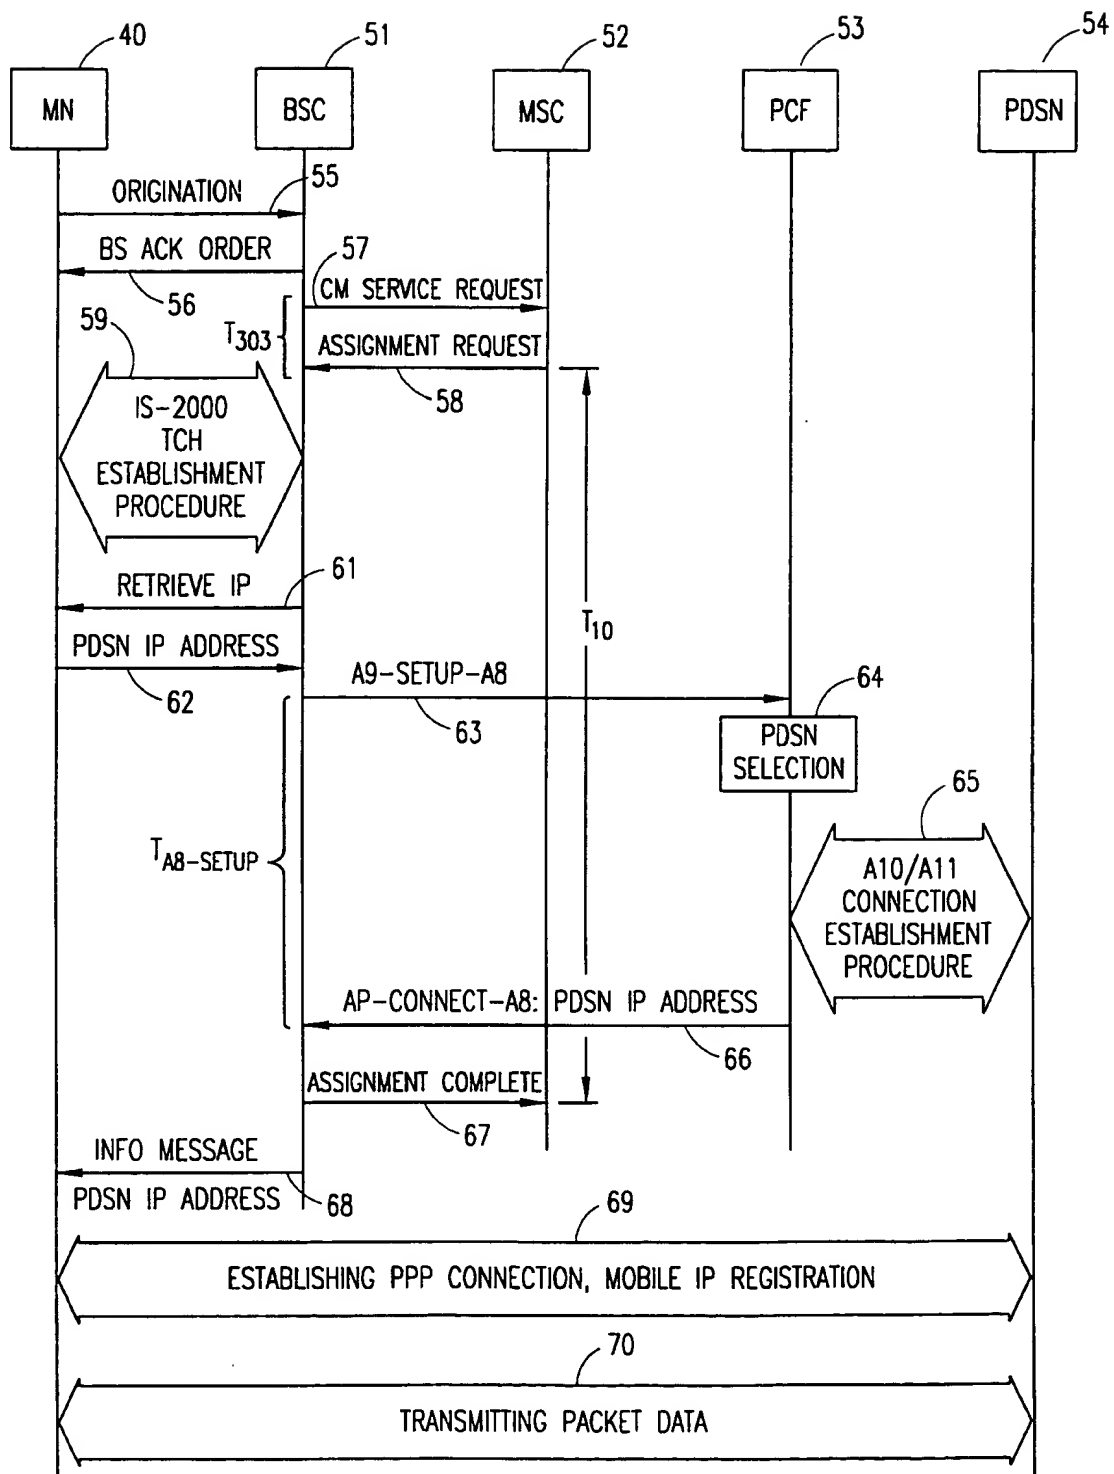 40
51
52
53
54
MN
BSC
MSC
PCF
PDSN
ORIGINATION
55
BS ACK ORDER
56
57
CM SERVICE REQUEST
T303
ASSIGNMENT REQUEST
58
59
IS-2000
TCH
ESTABLISHMENT
PROCEDURE
RETRIEVE IP
61
T10
PDSN IP ADDRESS
62
A9-SETUP-A8
63
64
PDSN
SELECTION
65
TA8-SETUP
A10/A11
CONNECTION
ESTABLISHMENT
PROCEDURE
AP-CONNECT-A8: PDSN IP ADDRESS
66
ASSIGNMENT COMPLETE
67
INFO MESSAGE
PDSN IP ADDRESS
68
69
ESTABLISHING PPP CONNECTION, MOBILE IP REGISTRATION
70
TRANSMITTING PACKET DATA